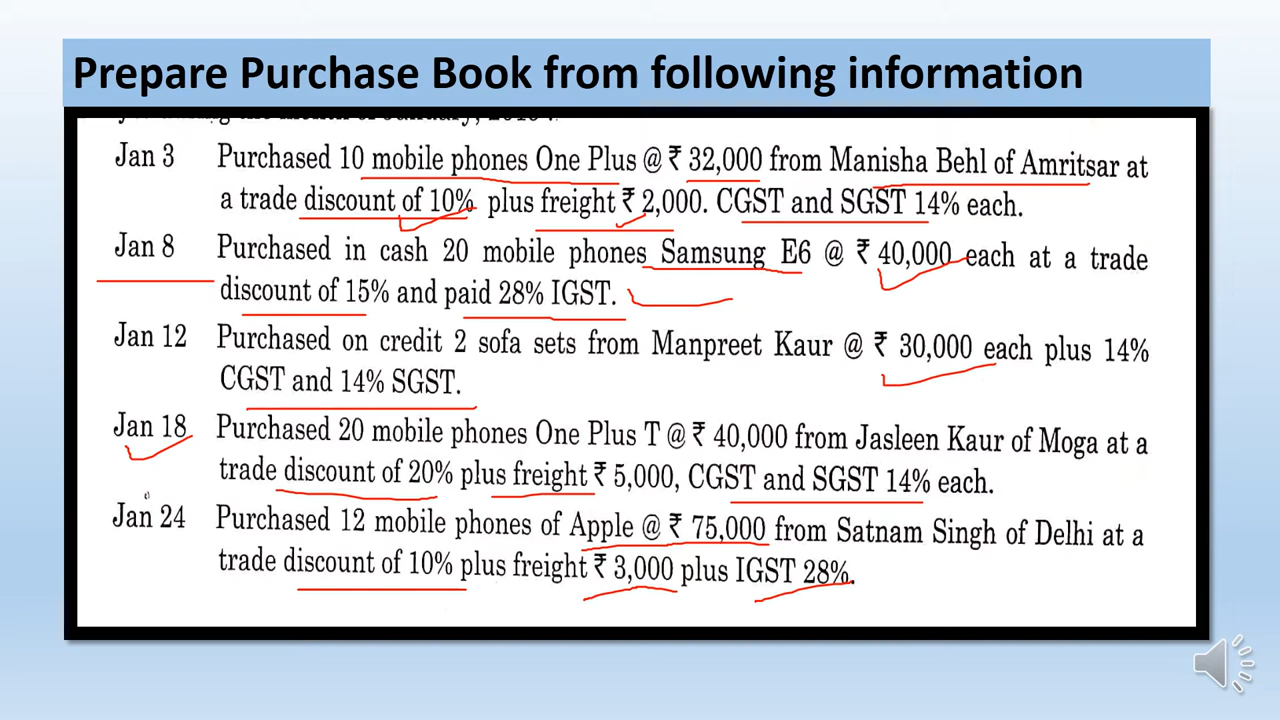 Prepare Purchase Book from following information
Jan 3 Purchased 10 mobile phones One Plus @ ₹ 32,000 from Manisha Behl of Amritsar at
a trade discount of 10% plus freight ₹ 2,000. CGST and SGST 14% each.
Jan 8 Purchased in cash 20 mobile phones Samsung E6 @ ₹ 40,000 each at a trade
discount of 15% and paid 28% IGST.
Jan 12 Purchased on credit 2 sofa sets from Manpreet Kaur @ ₹ 30,000 each plus 14%
CGST and 14% SGST.
Jan 18 Purchased 20 mobile phones One Plus T @ ₹ 40,000 from Jasleen Kaur of Moga at a
trade discount of 20% plus freight ₹ 5,000, CGST and SGST 14% each.
Jan 24 Purchased 12 mobile phones of Apple @ ₹ 75,000 from Satnam Singh of Delhi at a
trade discount of 10% plus freight ₹ 3,000 plus IGST 28%.